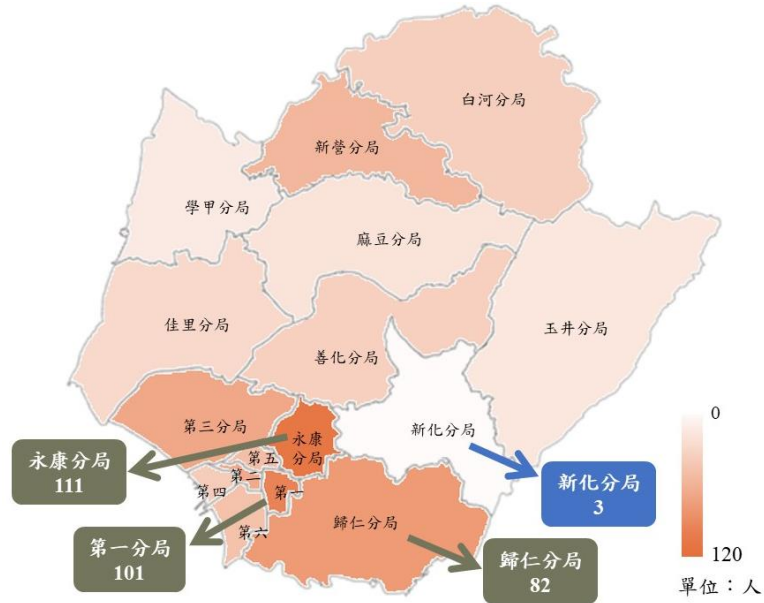 白河分局
新營分局
學甲分局
麻豆分局
佳里分局
玉井分局
善化分局
第三分局
永康
分局
新化分局
第五
第二
第四
第一
第六
歸仁分局
永康分局
111
第一分局
101
歸仁分局
82
新化分局
3
0
120
單位：人